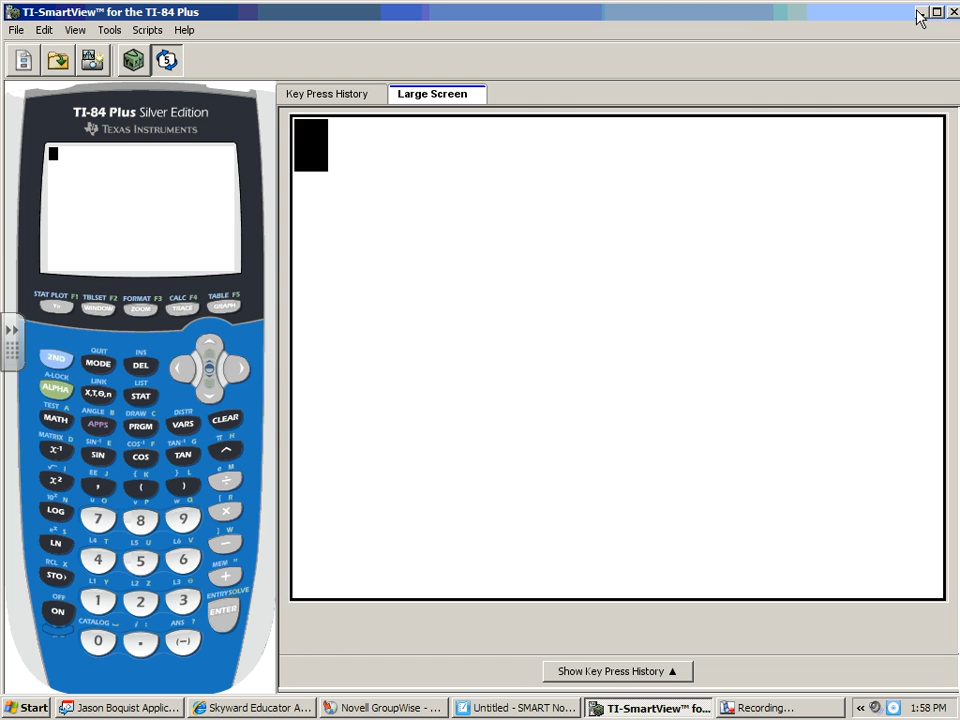 TI-SmartView™ for the TI-84 Plus
File Edit View Tools Scripts Help
5
Key Press History Large Screen
TI-84 Plus Silver Edition
TEXAS INSTRUMENTS
STAT PLOT F1 TBLSET F2 FORMAT F3 CALC F4 TABLE F5
Y= WINDOW ZOOM TRACE GRAPH
QUIT INS
2ND MODE DEL
A-LOCK LINK LIST
ALPHA X,T,Θ,n STAT
TEST A ANGLE B DRAW C DISTR
MATH APPS PRGM VARS CLEAR
MATRIX D SIN⁻¹ E COS⁻¹ F TAN⁻¹ G π H
x⁻¹ SIN COS TAN ^
√ I EE J { K } L e M
x² , ( ) ÷
10ˣ N u O v P w Q [ R
LOG 7 8 9 ×
eˣ S L4 T L5 U L6 V ] W
LN 4 5 6 −
RCL X L1 Y L2 Z L3 Θ MEM "
STO› 1 2 3 +
OFF ENTRY SOLVE
ON ENTER
CATALOG i : ANS ?
0 . (−)
Show Key Press History ▲
Start Jason Boquist Applic... Skyward Educator A... Novell GroupWise - ... Untitled - SMART No... TI-SmartView™ fo... Recording... « 1:58 PM